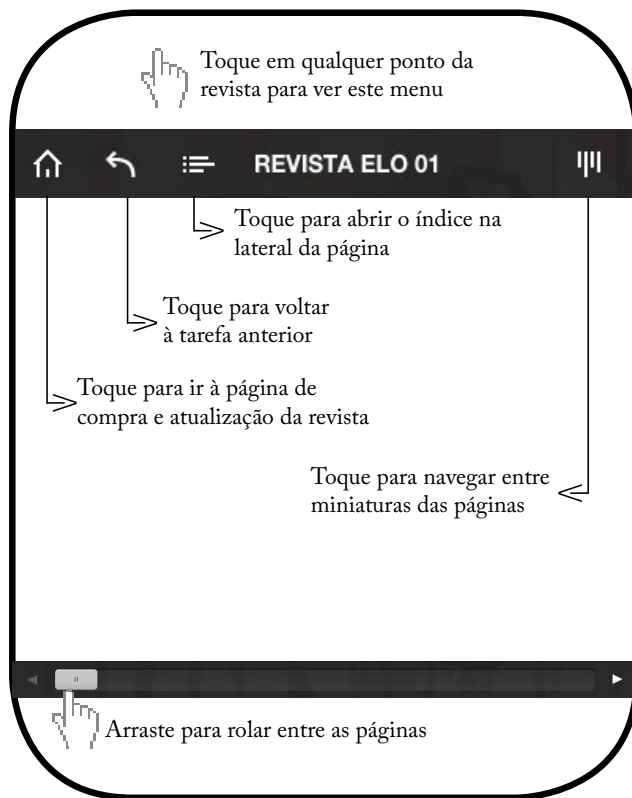 Toque em qualquer ponto da
revista para ver este menu
REVISTA ELO 01
Toque para abrir o índice na
lateral da página
Toque para voltar
à tarefa anterior
Toque para ir à página de
compra e atualização da revista
Toque para navegar entre
miniaturas das páginas
Arraste para rolar entre as páginas